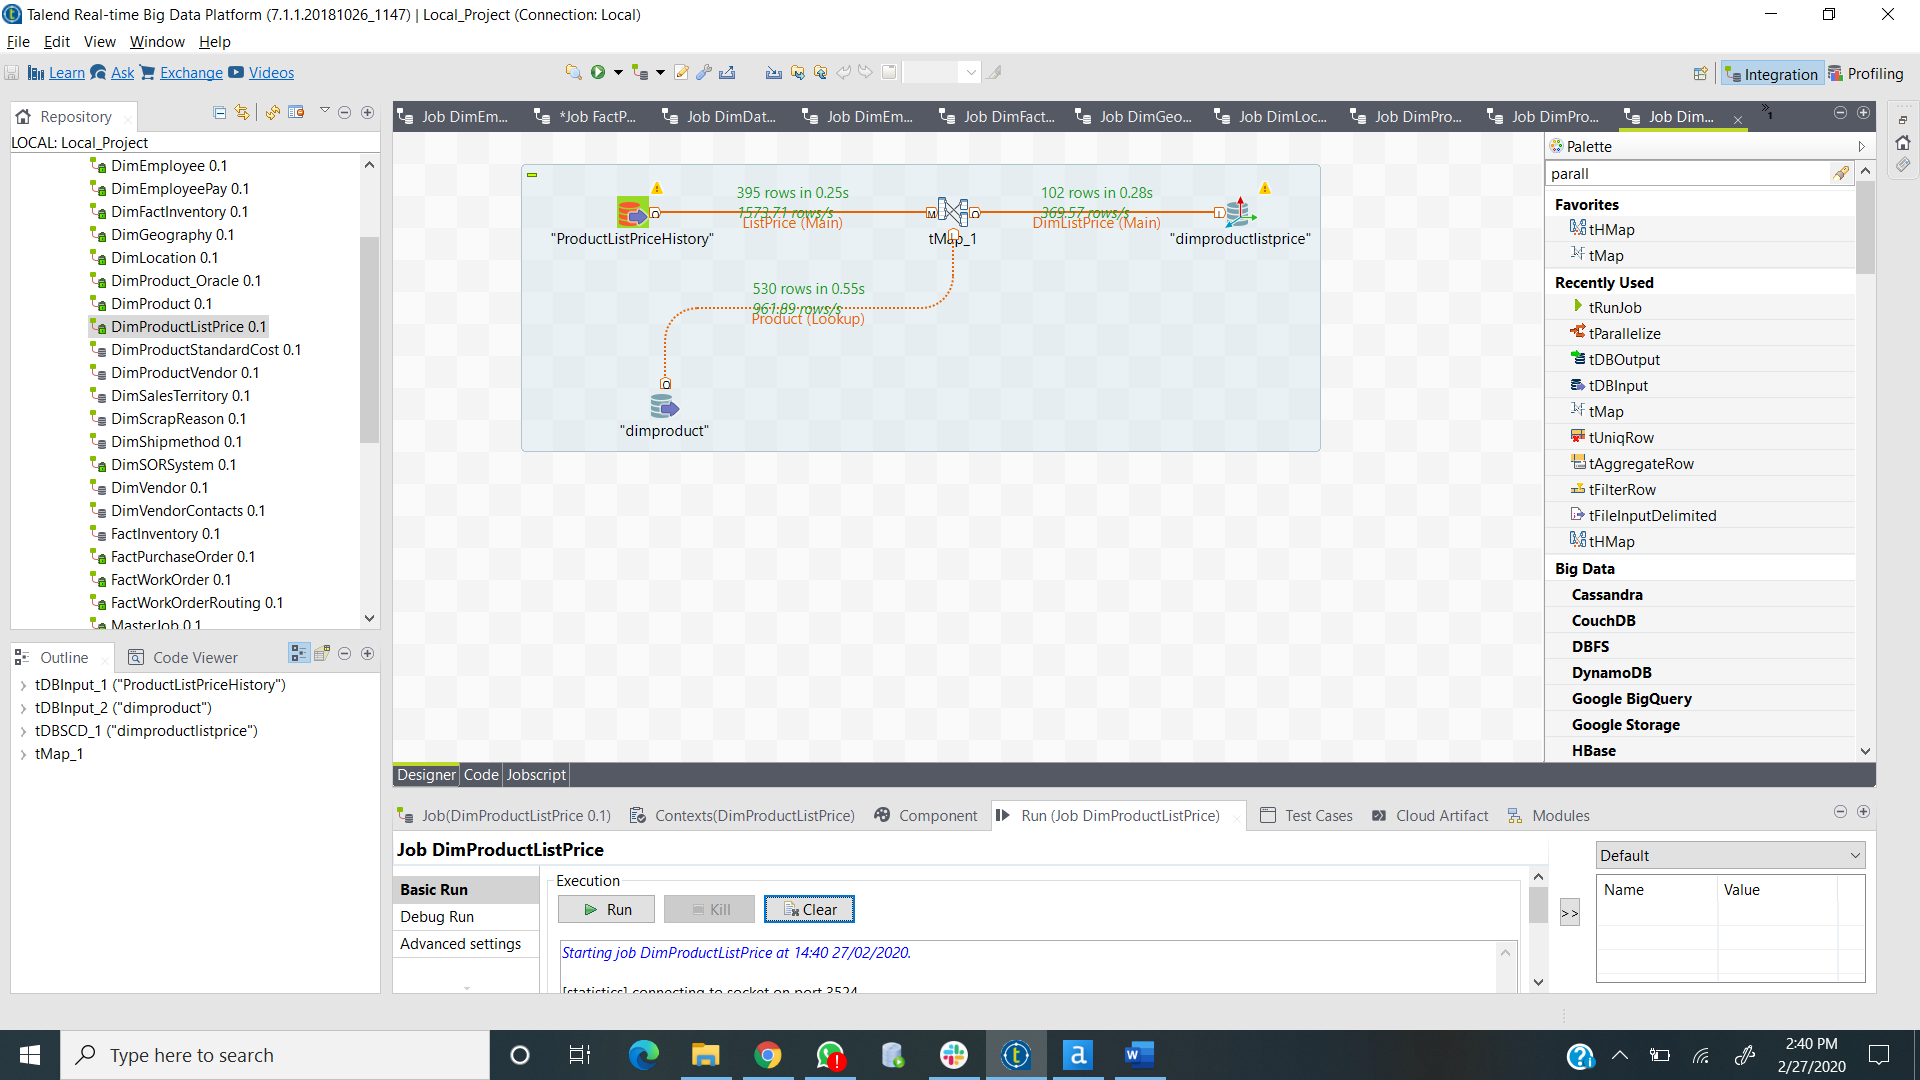 Talend Real-time Big Data Platform (7.1.1.20181026_1147) | Local_Project (Connection: Local)
File Edit View Window Help
Learn Ask Exchange Videos
Integration Profiling
Repository
LOCAL: Local_Project
DimEmployee 0.1
DimEmployeePay 0.1
DimFactInventory 0.1
DimGeography 0.1
DimLocation 0.1
DimProduct_Oracle 0.1
DimProduct 0.1
DimProductListPrice 0.1
DimProductStandardCost 0.1
DimProductVendor 0.1
DimSalesTerritory 0.1
DimScrapReason 0.1
DimShipmethod 0.1
DimSORSystem 0.1
DimVendor 0.1
DimVendorContacts 0.1
FactInventory 0.1
FactPurchaseOrder 0.1
FactWorkOrder 0.1
FactWorkOrderRouting 0.1
MasterJob 0.1
Outline Code Viewer
tDBInput_1 ("ProductListPriceHistory")
tDBInput_2 ("dimproduct")
tDBSCD_1 ("dimproductlistprice")
tMap_1
Job DimEm... *Job FactP... Job DimDat... Job DimEm... Job DimFact... Job DimGeo... Job DimLoc... Job DimPro... Job DimPro... Job Dim... » 1
395 rows in 0.25s
1573.71 rows/s
ListPrice (Main)
"ProductListPriceHistory"
tMap_1
102 rows in 0.28s
369.57 rows/s
DimListPrice (Main)
"dimproductlistprice"
530 rows in 0.55s
961.89 rows/s
Product (Lookup)
"dimproduct"
Designer Code Jobscript
Palette
parall
Favorites
tHMap
tMap
Recently Used
tRunJob
tParallelize
tDBOutput
tDBInput
tMap
tUniqRow
tAggregateRow
tFilterRow
tFileInputDelimited
tHMap
Big Data
Cassandra
CouchDB
DBFS
DynamoDB
Google BigQuery
Google Storage
HBase
Job(DimProductListPrice 0.1) Contexts(DimProductListPrice) Component Run (Job DimProductListPrice) Test Cases Cloud Artifact Modules
Job DimProductListPrice
Basic Run
Debug Run
Advanced settings
Execution
Run Kill Clear
Starting job DimProductListPrice at 14:40 27/02/2020.
[statistics] connecting to socket on port 3524
>>
Default
Name Value
Type here to search
2:40 PM
2/27/2020